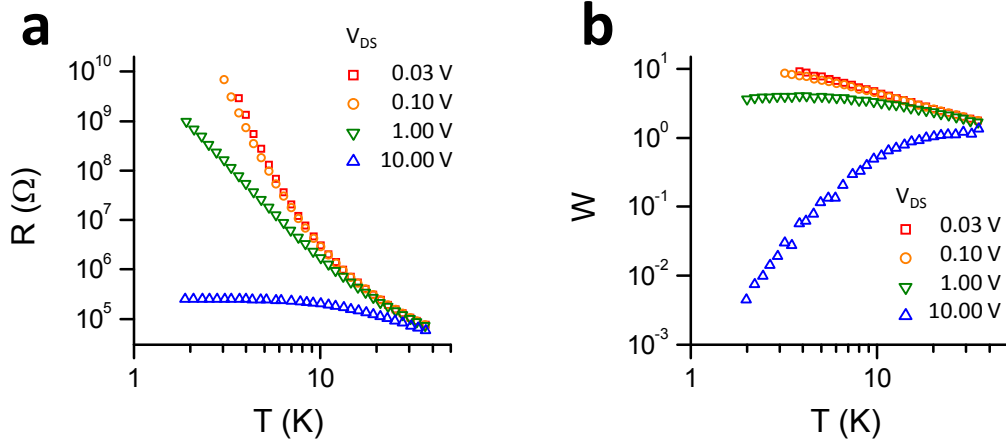 a
V_DS
0.03 V
0.10 V
1.00 V
10.00 V
10^10
10^9
10^8
10^7
10^6
10^5
R (Ω)
1
10
T (K)
b
10^1
10^0
10^-1
10^-2
10^-3
W
V_DS
0.03 V
0.10 V
1.00 V
10.00 V
1
10
T (K)